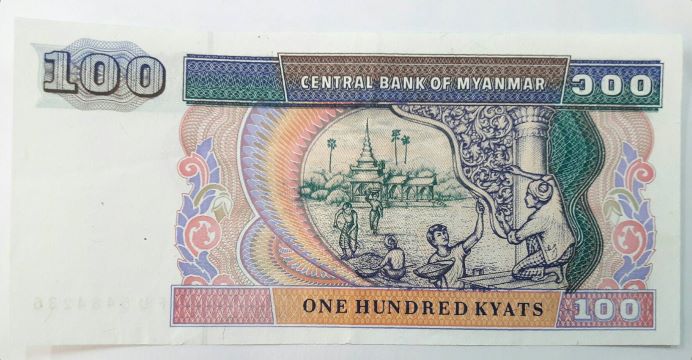 100
CENTRAL BANK OF MYANMAR
၁၀၀
ONE HUNDRED KYATS
100